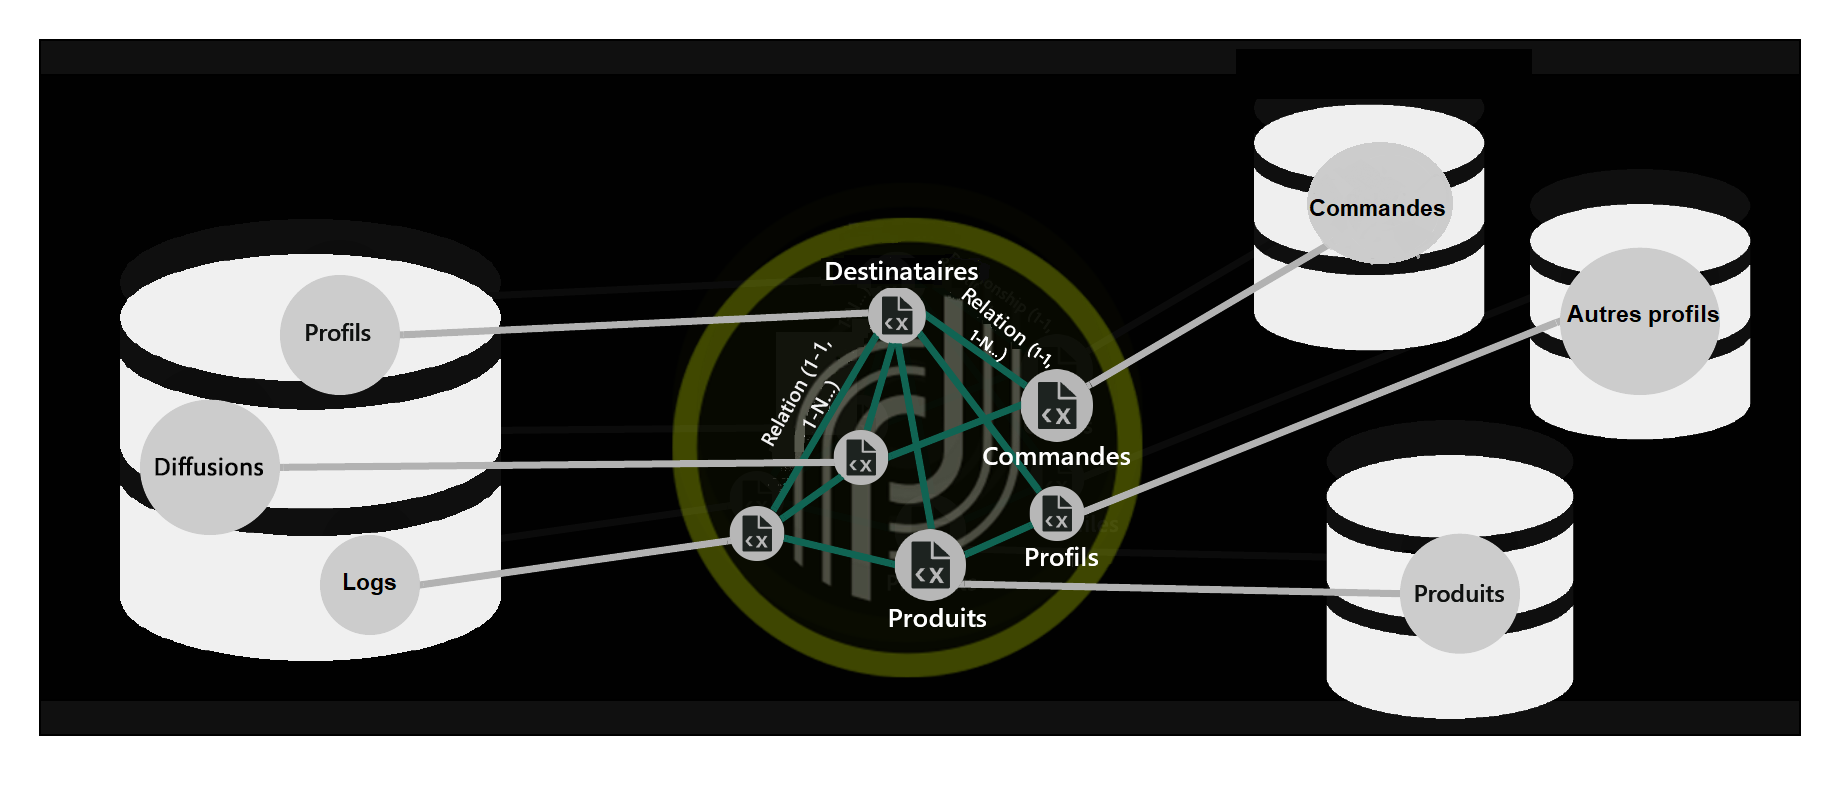 Commandes
Destinataires
Relation (1-1,
1-N...)
Relation (1-1,
1-N...)
Autres profils
Profils
Diffusions
Commandes
Profils
Logs
Produits
Produits